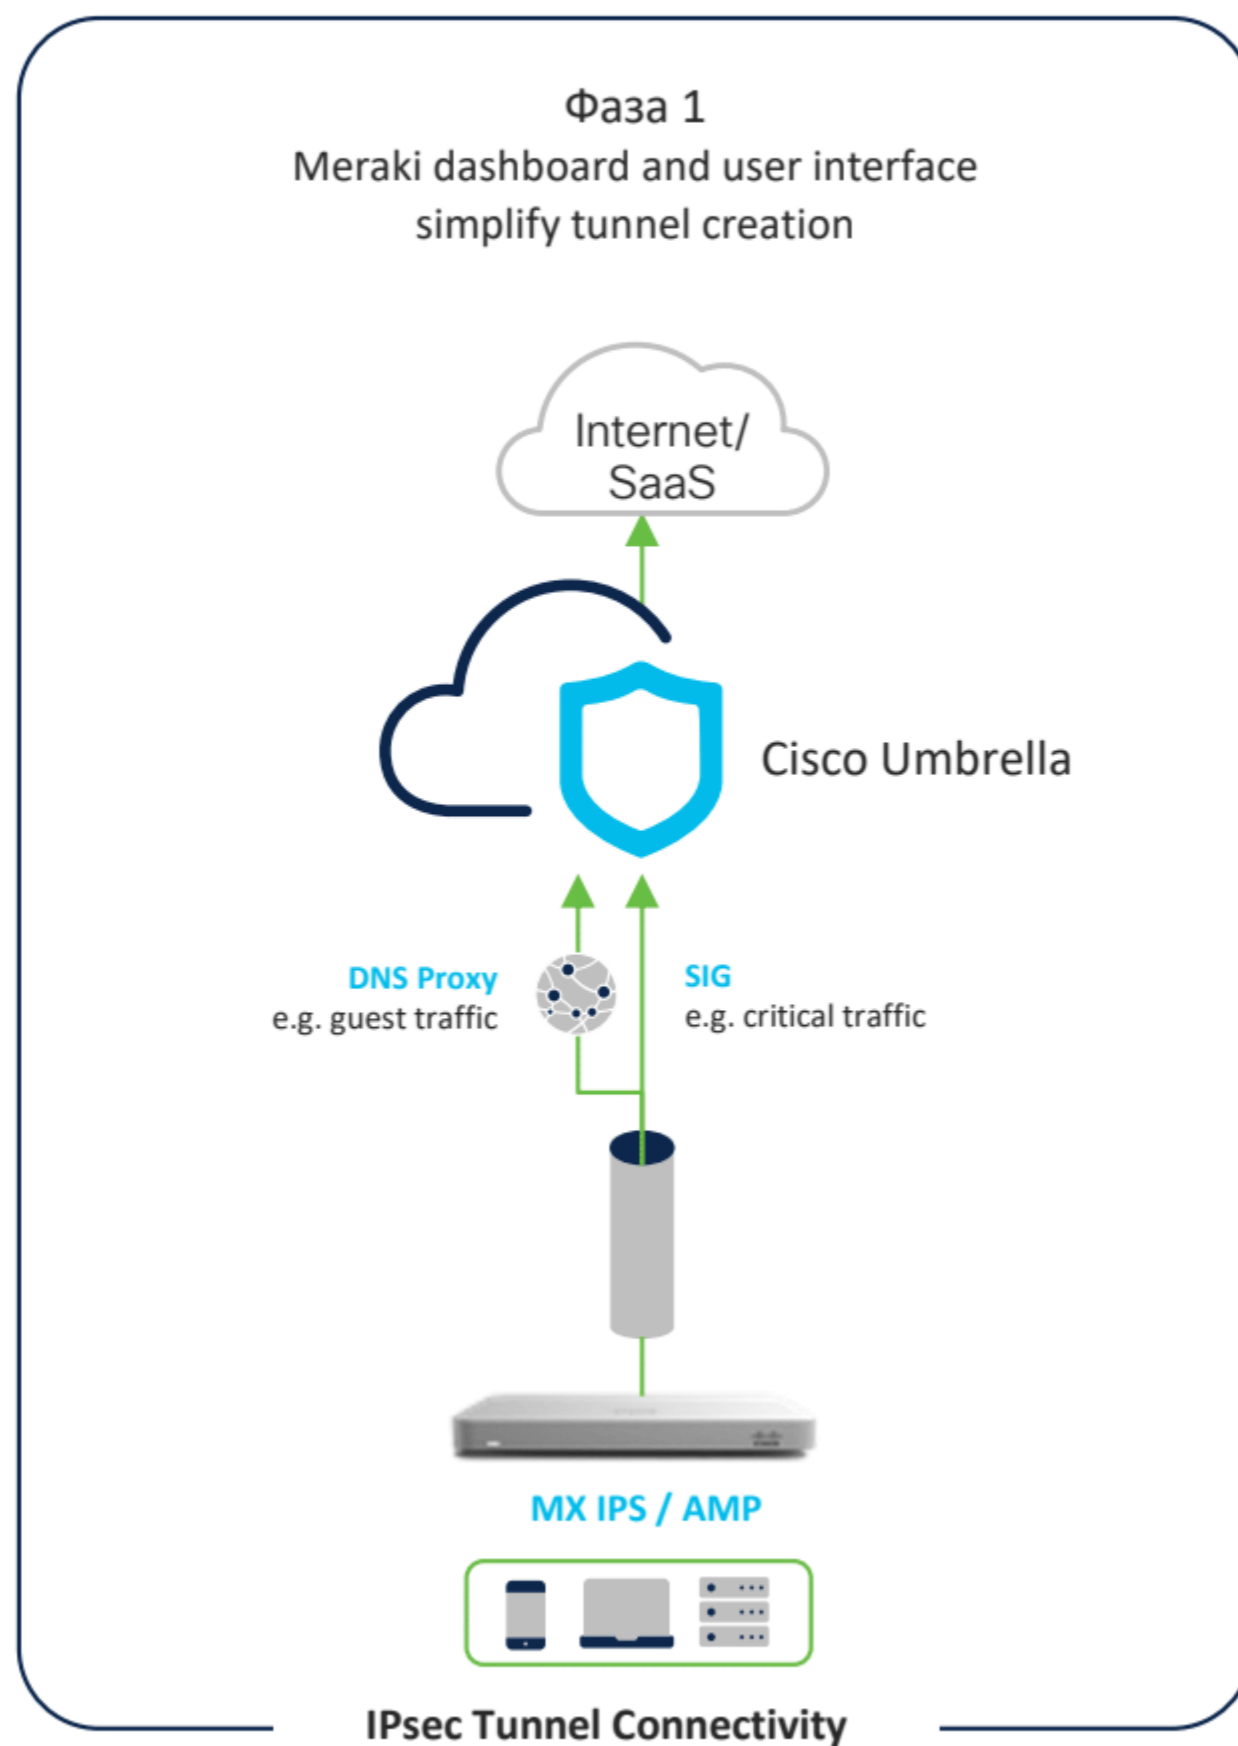 Фаза 1
Meraki dashboard and user interface
simplify tunnel creation
Internet/
SaaS
Cisco Umbrella
DNS Proxy
e.g. guest traffic
SIG
e.g. critical traffic
MX IPS / AMP
IPsec Tunnel Connectivity